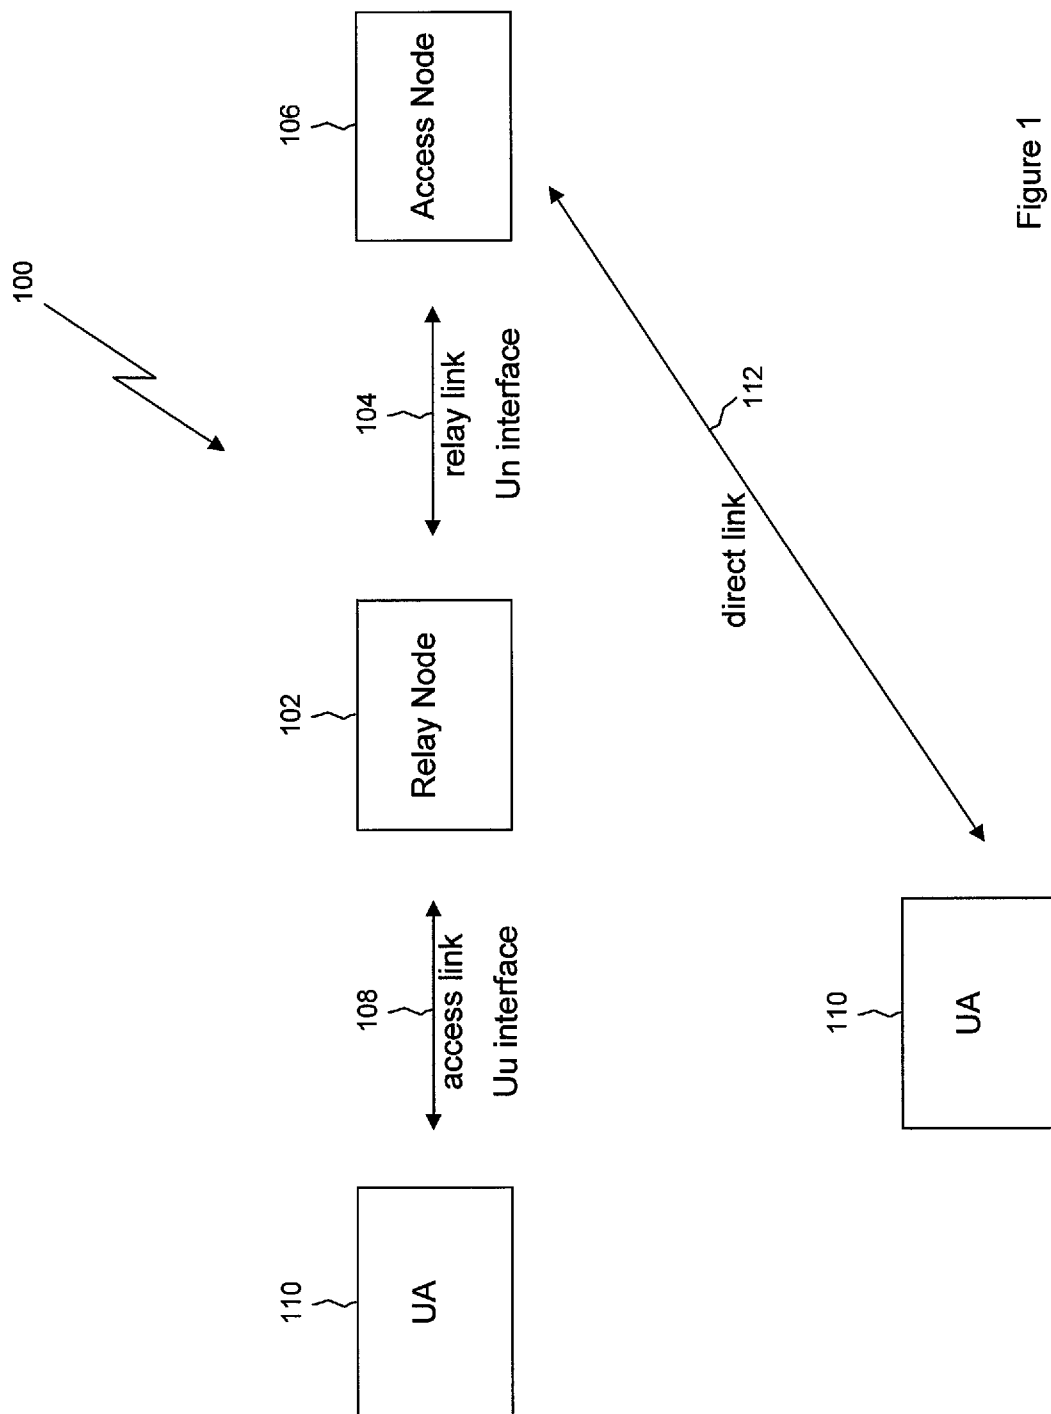 100
110
108
102
104
106
UA
access link
Uu interface
Relay Node
relay link
Un interface
Access Node
110
UA
direct link
112
Figure 1